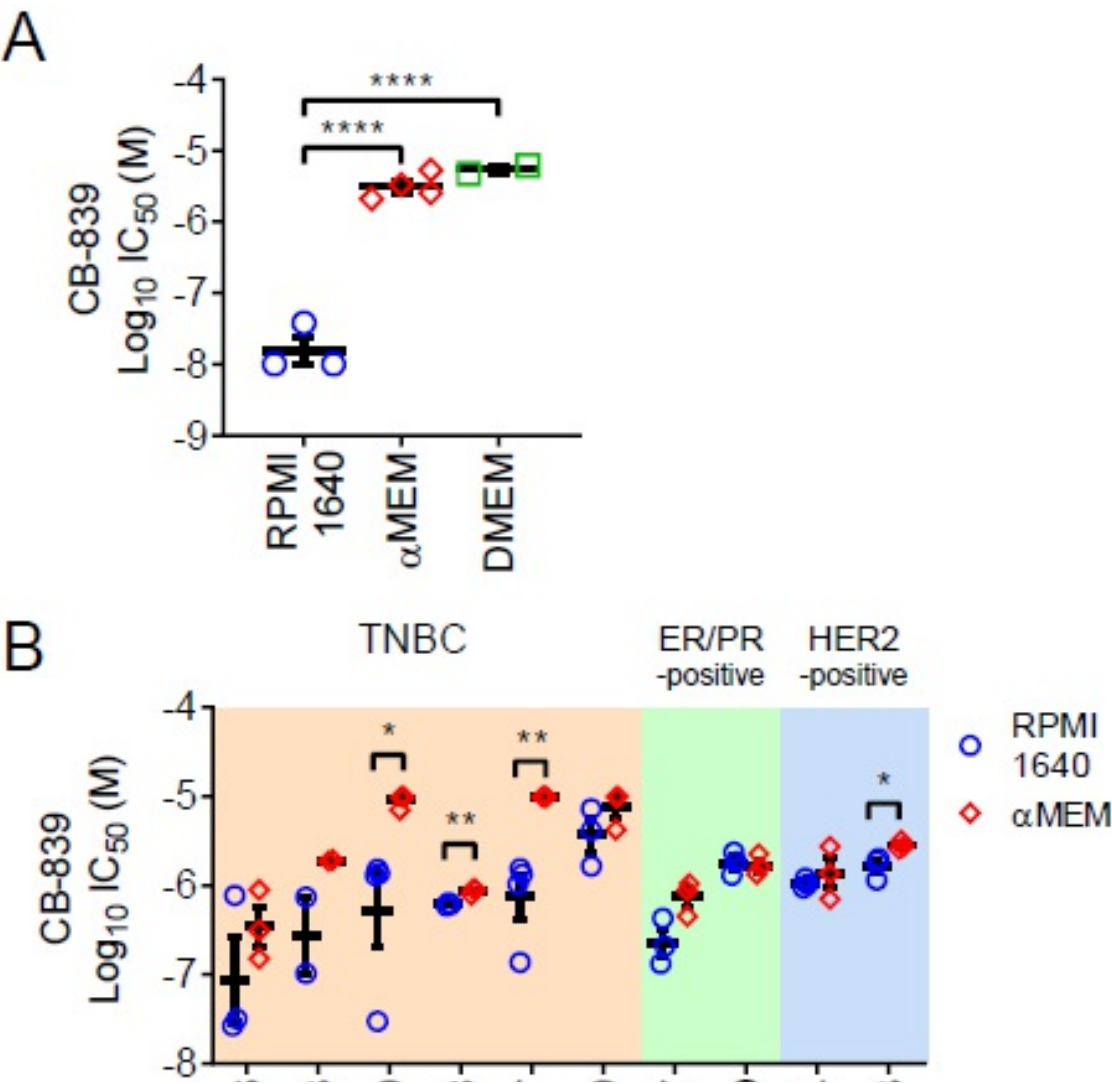 A
CB-839
Log10 IC50 (M)
-4
-5
-6
-7
-8
-9
****
****
RPMI
1640
αMEM
DMEM
B
TNBC
ER/PR
-positive
HER2
-positive
CB-839
Log10 IC50 (M)
-4
-5
-6
-7
-8
*
**
**
*
RPMI
1640
αMEM